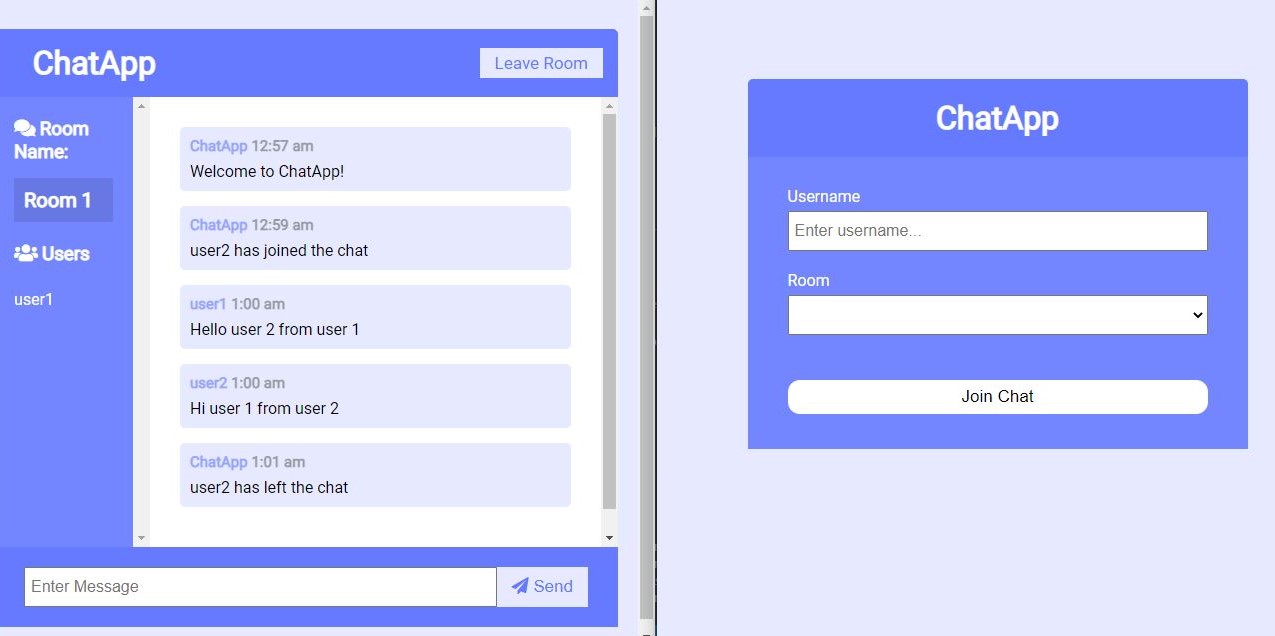 ChatApp
Leave Room
Room
Name:
Room 1
Users
user1
ChatApp 12:57 am
Welcome to ChatApp!
ChatApp 12:59 am
user2 has joined the chat
user1 1:00 am
Hello user 2 from user 1
user2 1:00 am
Hi user 1 from user 2
ChatApp 1:01 am
user2 has left the chat
Enter Message
Send
ChatApp
Username
Enter username...
Room
Join Chat